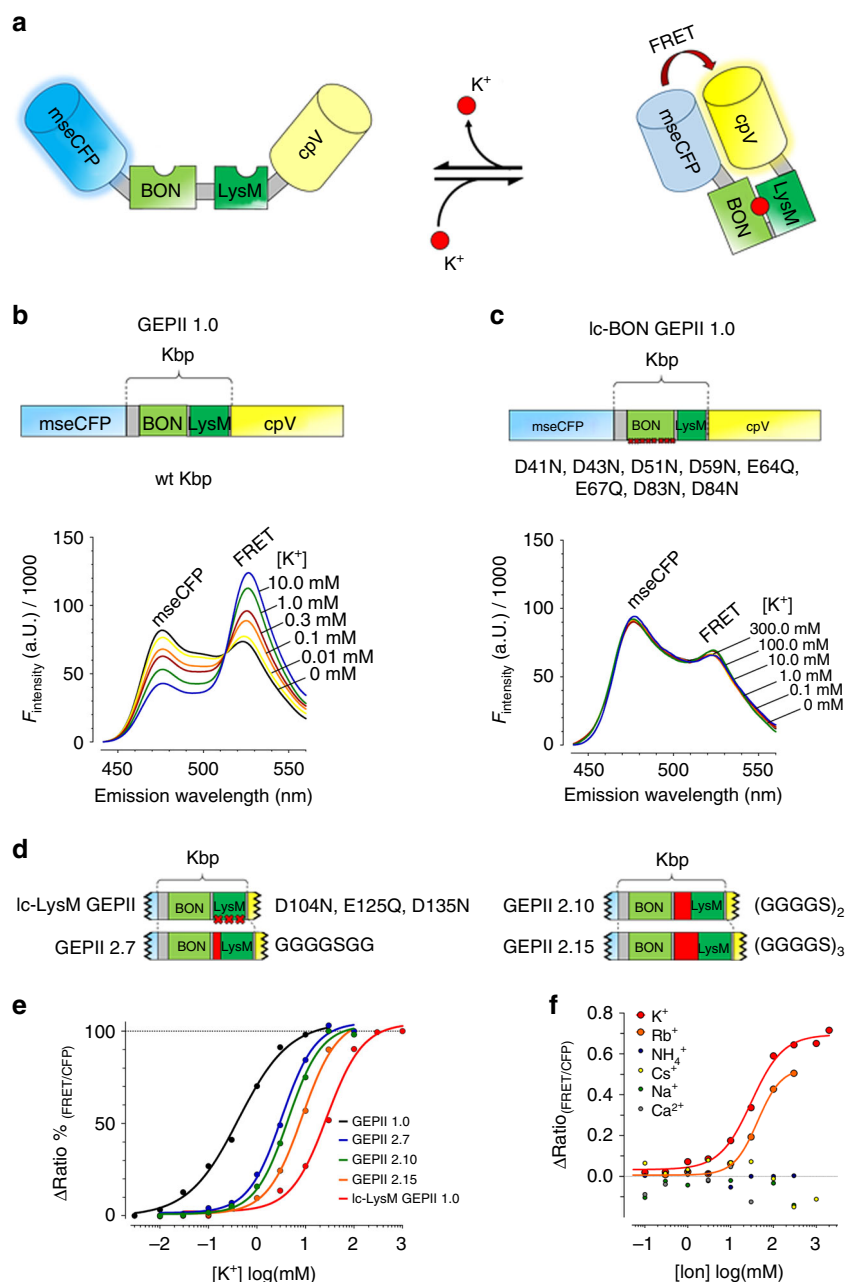 a
FRET
K+
mseCFP
cpV
mseCFP
cpV
BON
LysM
BON
LysM
K+
b
GEPII 1.0
Kbp
mseCFP
BON
LysM
cpV
wt Kbp
150
100
50
0
Fintensity (a.U.) / 1000
mseCFP
FRET
[K+]
10.0 mM
1.0 mM
0.3 mM
0.1 mM
0.01 mM
0 mM
450
500
550
Emission wavelength (nm)
c
lc-BON GEPII 1.0
Kbp
mseCFP
BON
LysM
cpV
D41N, D43N, D51N, D59N, E64Q,
E67Q, D83N, D84N
150
100
50
0
Fintensity (a.U.) / 1000
mseCFP
FRET
[K+]
300.0 mM
100.0 mM
10.0 mM
1.0 mM
0.1 mM
0 mM
450
500
550
Emission wavelength (nm)
d
Kbp
lc-LysM GEPII
BON
LysM
D104N, E125Q, D135N
GEPII 2.7
BON
LysM
GGGGSGG
Kbp
GEPII 2.10
BON
LysM
(GGGGS)2
GEPII 2.15
BON
LysM
(GGGGS)3
e
100
50
0
ΔRatio % (FRET/CFP)
GEPII 1.0
GEPII 2.7
GEPII 2.10
GEPII 2.15
lc-LysM GEPII 1.0
−2
−1
0
1
2
3
[K+] log(mM)
f
0.8
0.6
0.4
0.2
0.0
ΔRatio(FRET/CFP)
K+
Rb+
NH4+
Cs+
Na+
Ca2+
−1
0
1
2
3
[Ion] log(mM)